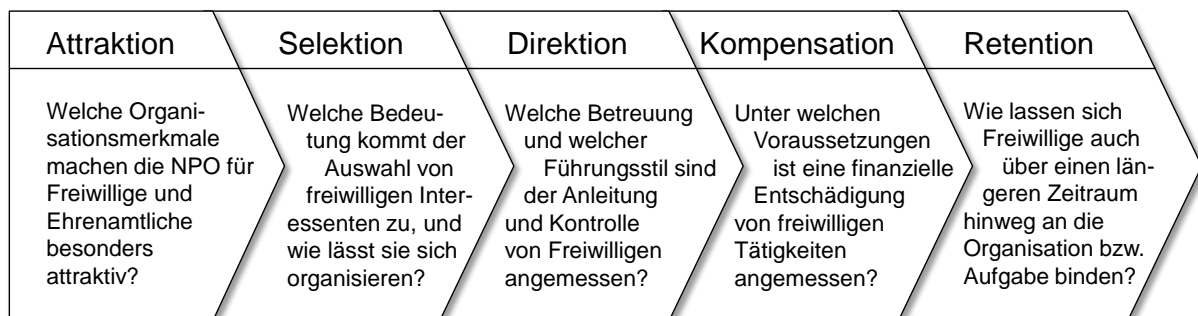 Attraktion
Welche Organi-
sationsmerkmale
machen die NPO für
Freiwillige und
Ehrenamtliche
besonders
attraktiv?
Selektion
Welche Bedeu-
tung kommt der
Auswahl von
freiwilligen Inter-
essenten zu, und
wie lässt sie sich
organisieren?
Direktion
Welche Betreuung
und welcher
Führungsstil sind
der Anleitung
und Kontrolle
von Freiwilligen
angemessen?
Kompensation
Unter welchen
Voraussetzungen
ist eine finanzielle
Entschädigung
von freiwilligen
Tätigkeiten
angemessen?
Retention
Wie lassen sich
Freiwillige auch
über einen län-
geren Zeitraum
hinweg an die
Organisation bzw.
Aufgabe binden?